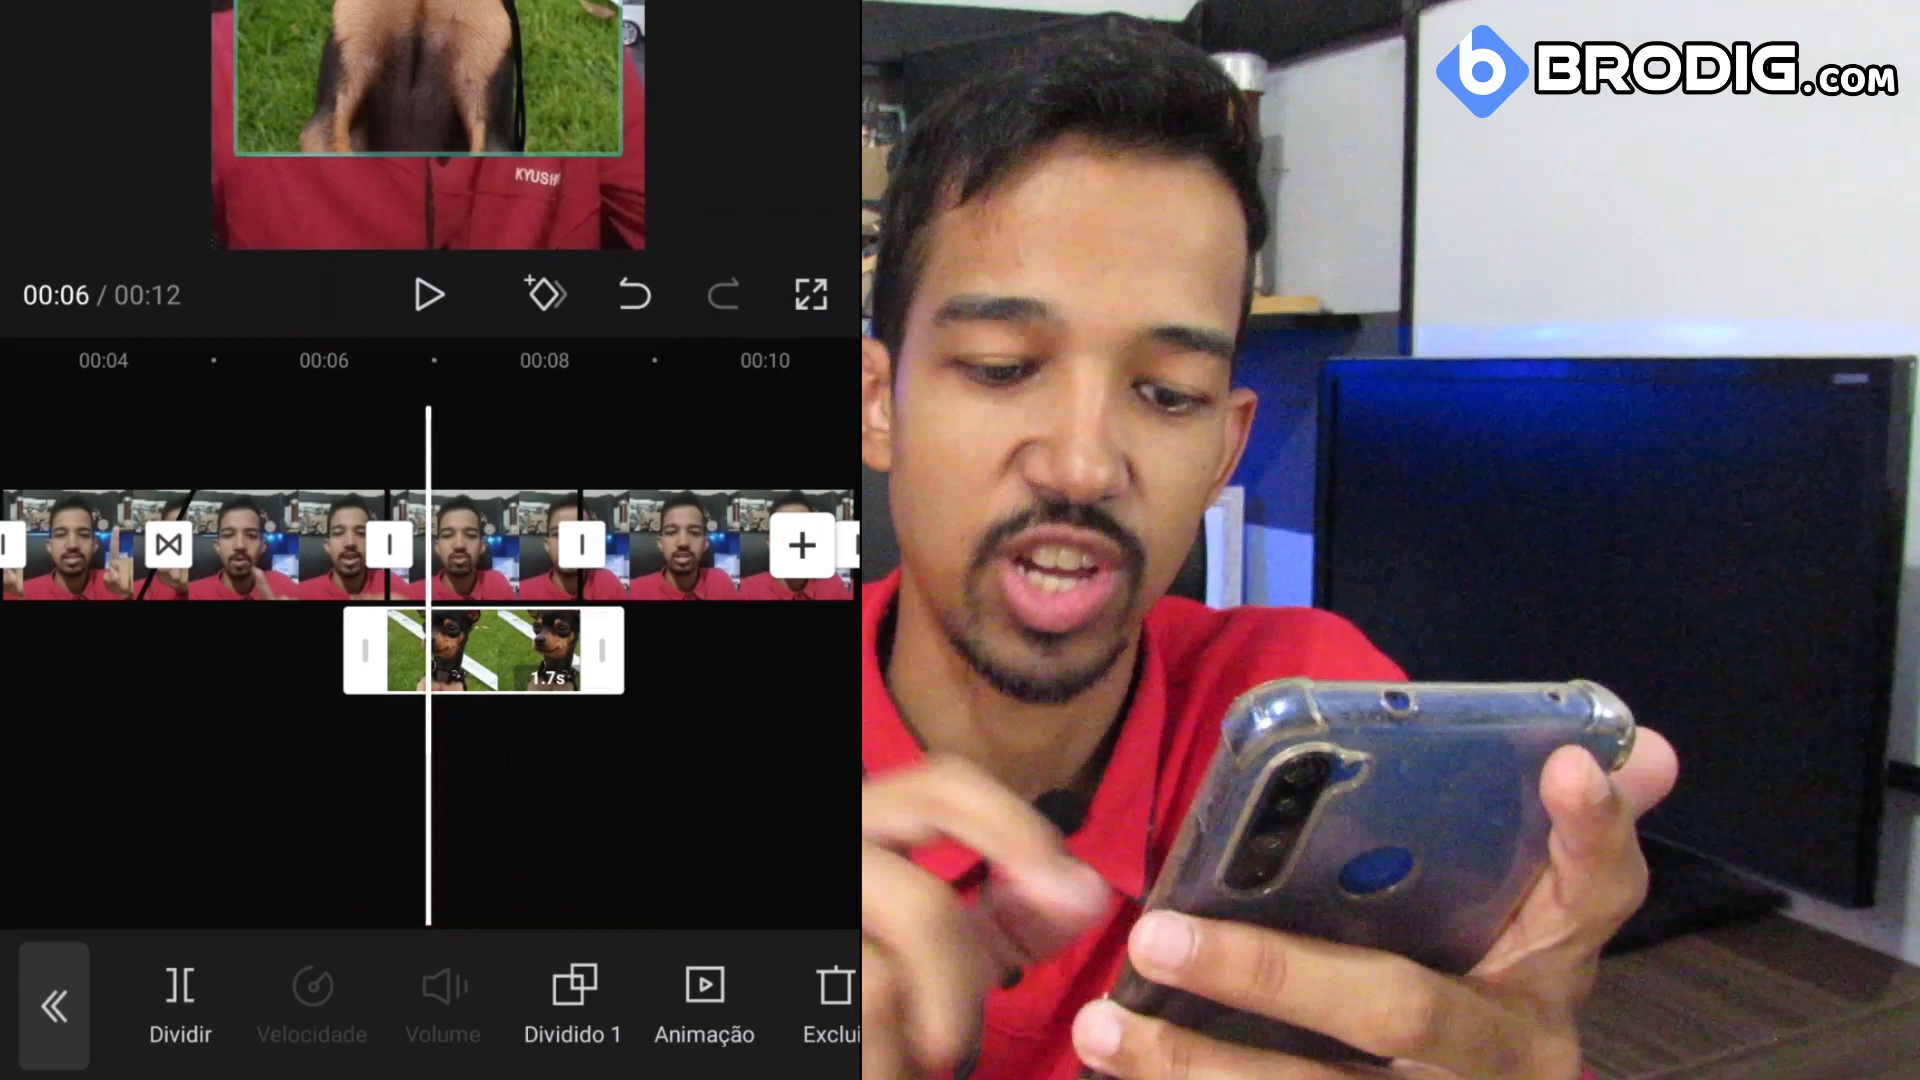 BRODIG.COM
KYUSH
00:06 / 00:12
00:04
00:06
00:08
00:10
1.7s
Dividir
Velocidade
Volume
Dividido 1
Animação
Exclui